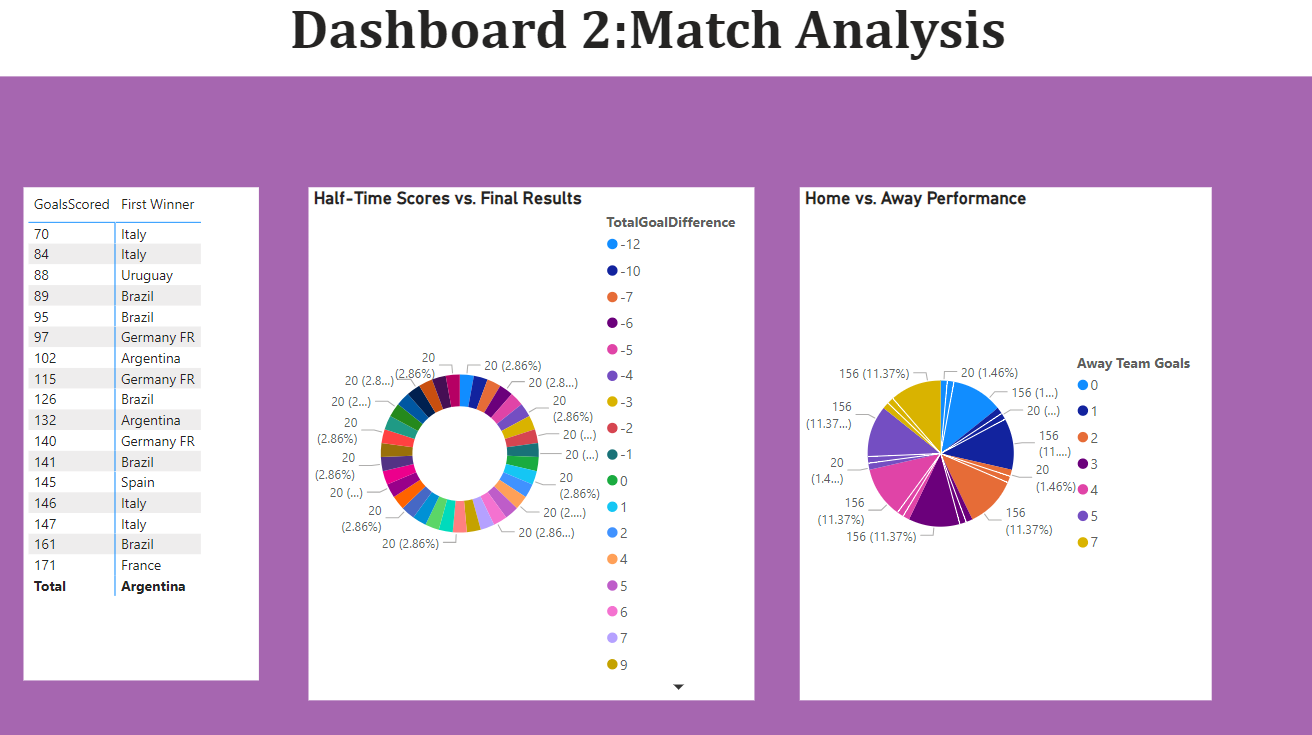 Dashboard 2:Match Analysis
GoalsScored First Winner
70 Italy
84 Italy
88 Uruguay
89 Brazil
95 Brazil
97 Germany FR
102 Argentina
115 Germany FR
126 Brazil
132 Argentina
140 Germany FR
141 Brazil
145 Spain
146 Italy
147 Italy
161 Brazil
171 France
Total Argentina
Half-Time Scores vs. Final Results
20 (2.86%)
20 (2.8...)
20
(2.86%)
20 (...)
20 (...)
20
(2.86%)
20 (2....)
20 (2.86...)
20 (2.86%)
20
(2.86%)
20 (...)
20
(2.86%)
20
(2.86%)
20 (2...)
20 (2.8...)
20
(2.86%)
TotalGoalDifference
-12
-10
-7
-6
-5
-4
-3
-2
-1
0
1
2
4
5
6
7
9
Home vs. Away Performance
20 (1.46%)
156 (1...)
20 (...)
156
(11....)
20
(1.46%)
156
(11.37%)
156 (11.37%)
156
(11.37%)
20
(1.4...)
156
(11.37...)
156 (11.37%)
Away Team Goals
0
1
2
3
4
5
7